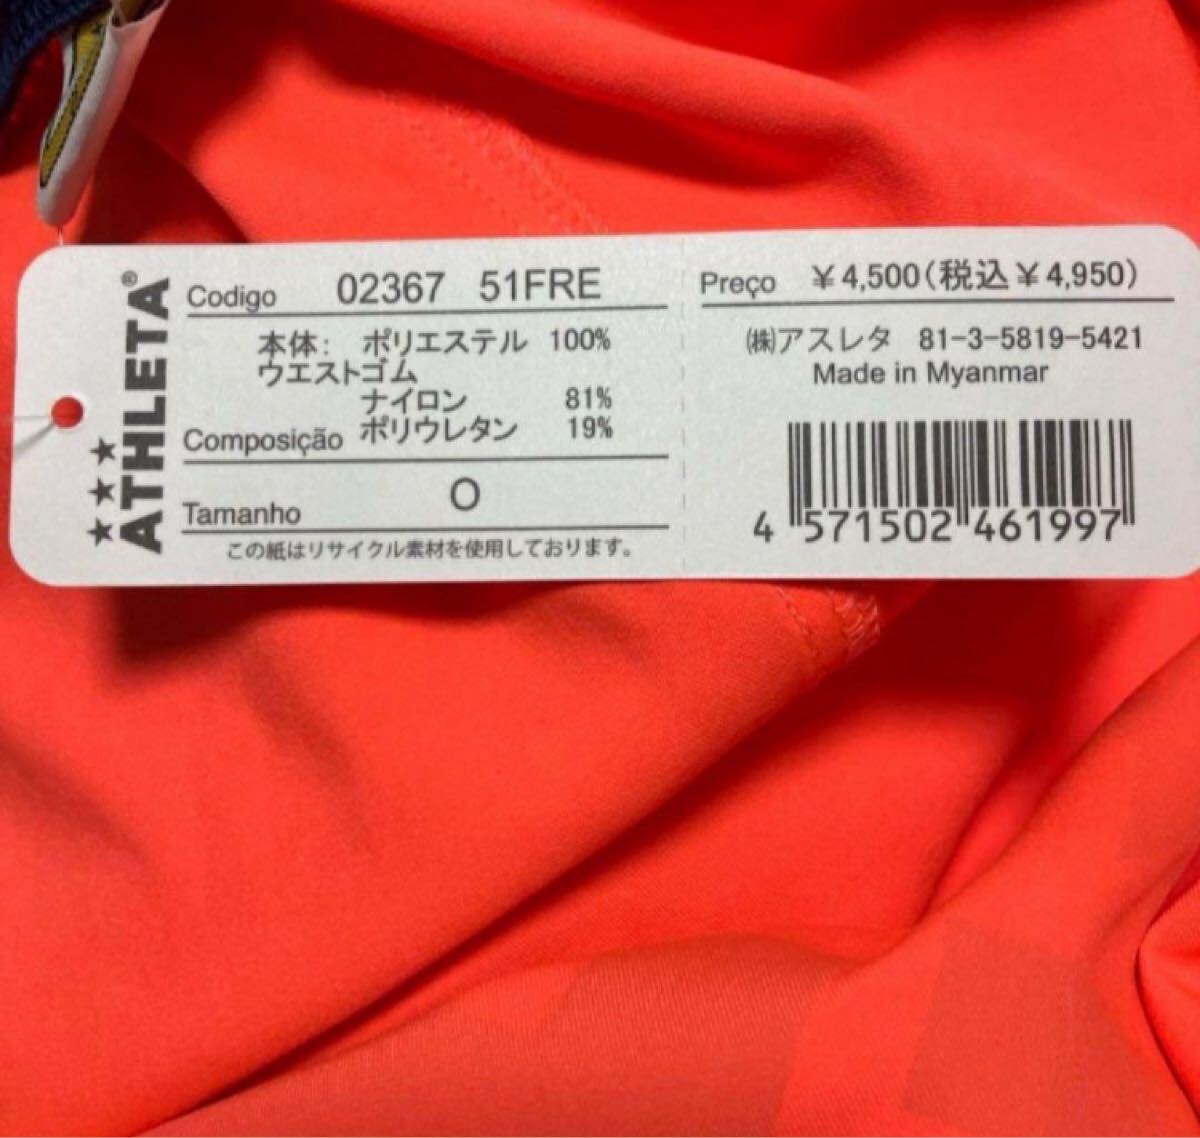 ATHLETA®
Codigo 02367 51FRE
本体: ポリエステル 100%
ウエストゴム
ナイロン 81%
Composição ポリウレタン 19%
Tamanho O
この紙はリサイクル素材を使用しております。
Preço ¥4,500(税込¥4,950)
㈱アスレタ 81-3-5819-5421
Made in Myanmar
4 571502 461997